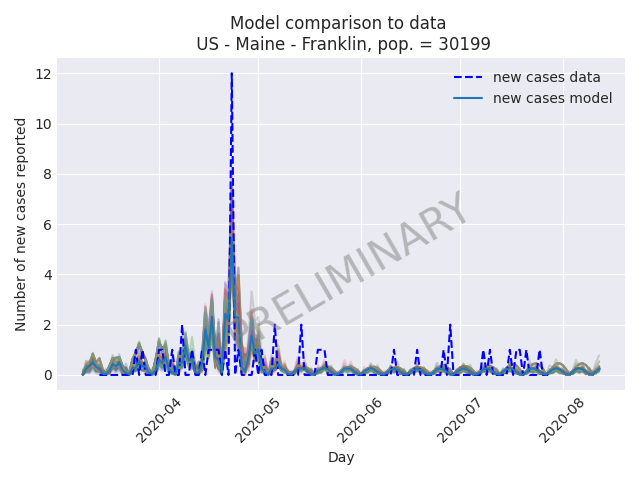 Model comparison to data
US - Maine - Franklin, pop. = 30199
new cases data
new cases model
Number of new cases reported
12
10
8
6
4
2
0
PRELIMINARY
2020-04
2020-05
2020-06
2020-07
2020-08
Day